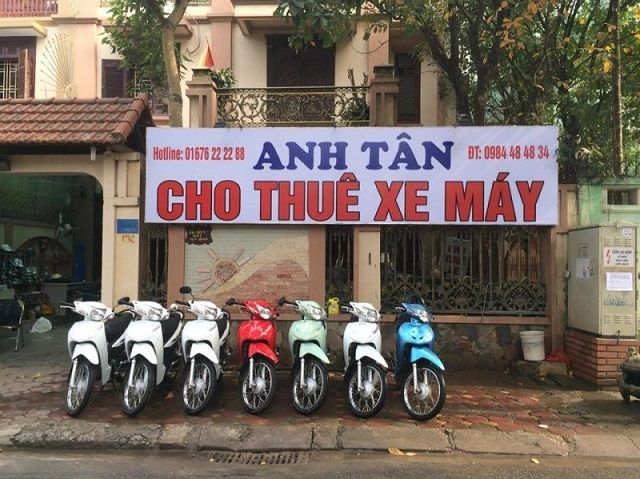 Hotline: 01676 22 22 88
ANH TÂN
ĐT: 0984 48 48 34
CHO THUÊ XE MÁY